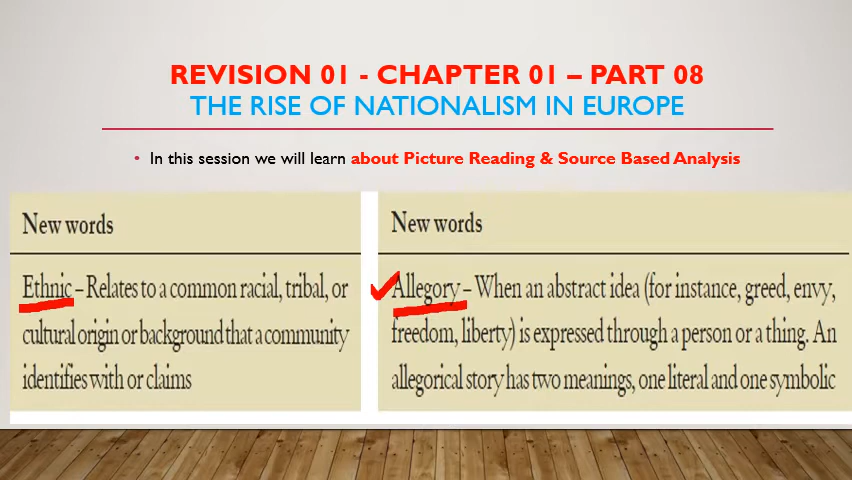 REVISION 01 - CHAPTER 01 – PART 08
THE RISE OF NATIONALISM IN EUROPE
• In this session we will learn about Picture Reading & Source Based Analysis
New words
Ethnic – Relates to a common racial, tribal, or
cultural origin or background that a community
identifies with or claims
New words
Allegory – When an abstract idea (for instance, greed, envy,
freedom, liberty) is expressed through a person or a thing. An
allegorical story has two meanings, one literal and one symbolic